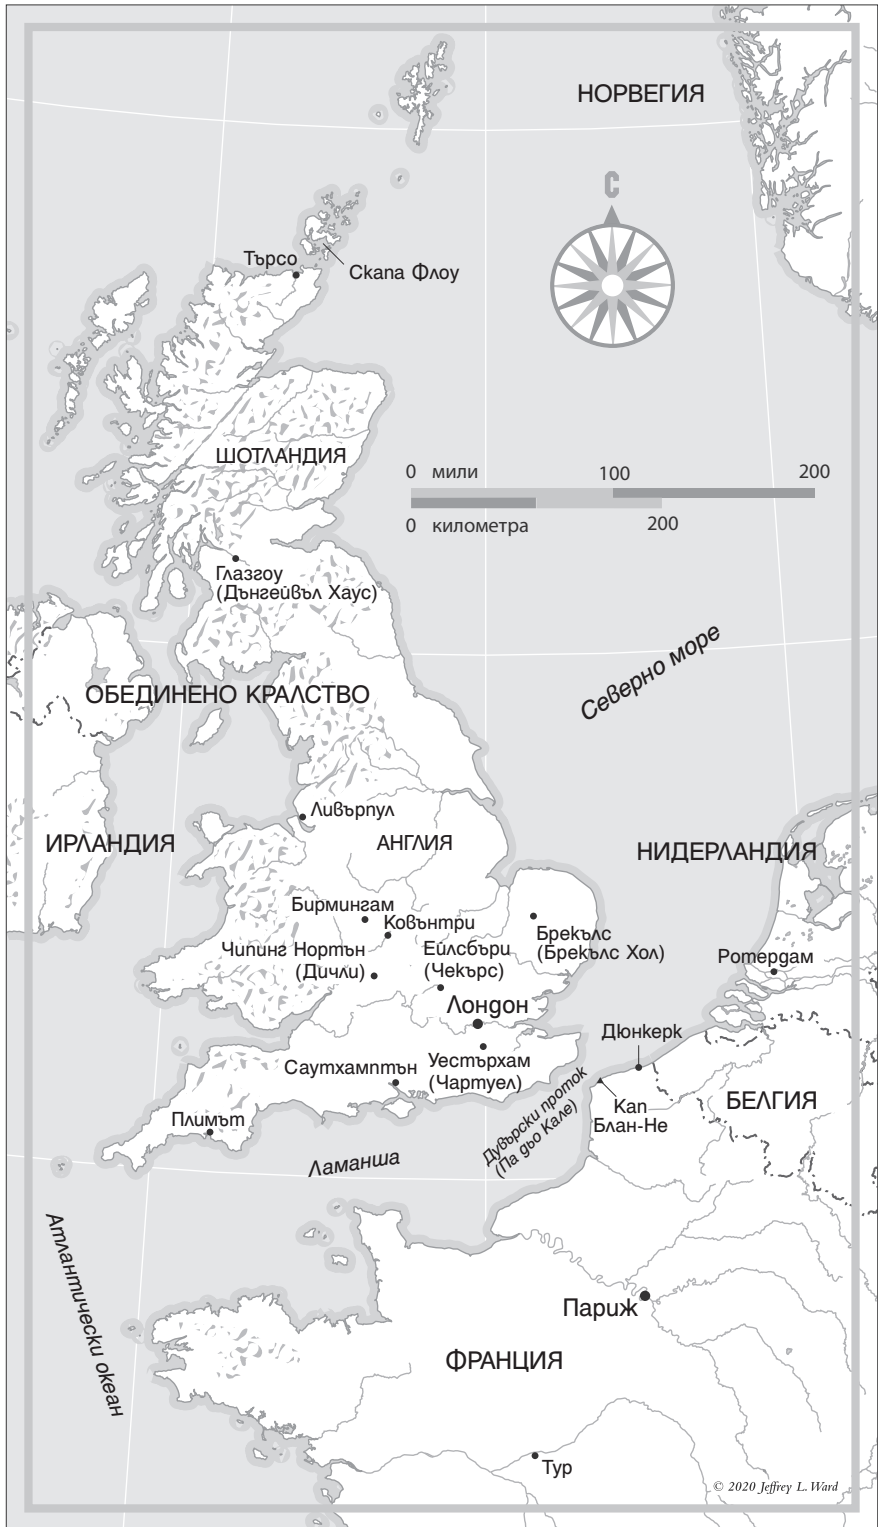 НОРВЕГИЯ
С
Търсо
Скапа Флоу
ШОТЛАНДИЯ
0 мили 100 200
0 километра 200
Глазгоу
(Дънгейвъл Хаус)
Северно море
ОБЕДИНЕНО КРАЛСТВО
Ливърпул
ИРЛАНДИЯ
АНГЛИЯ
НИДЕРЛАНДИЯ
Бирмингам
Ковънтри
Брекълс
(Брекълс Хол)
Чипинг Нортън
(Дичли)
Ейлсбъри
(Чекърс)
Ротердам
Лондон
Дюнкерк
Уестърхам
(Чартуел)
Саутхамптън
Кап
Блан-Не
БЕЛГИЯ
Плимът
Дувърски проток
(Па дьо Кале)
Ламанша
Атлантически океан
Париж
ФРАНЦИЯ
Тур
© 2020 Jeffrey L. Ward